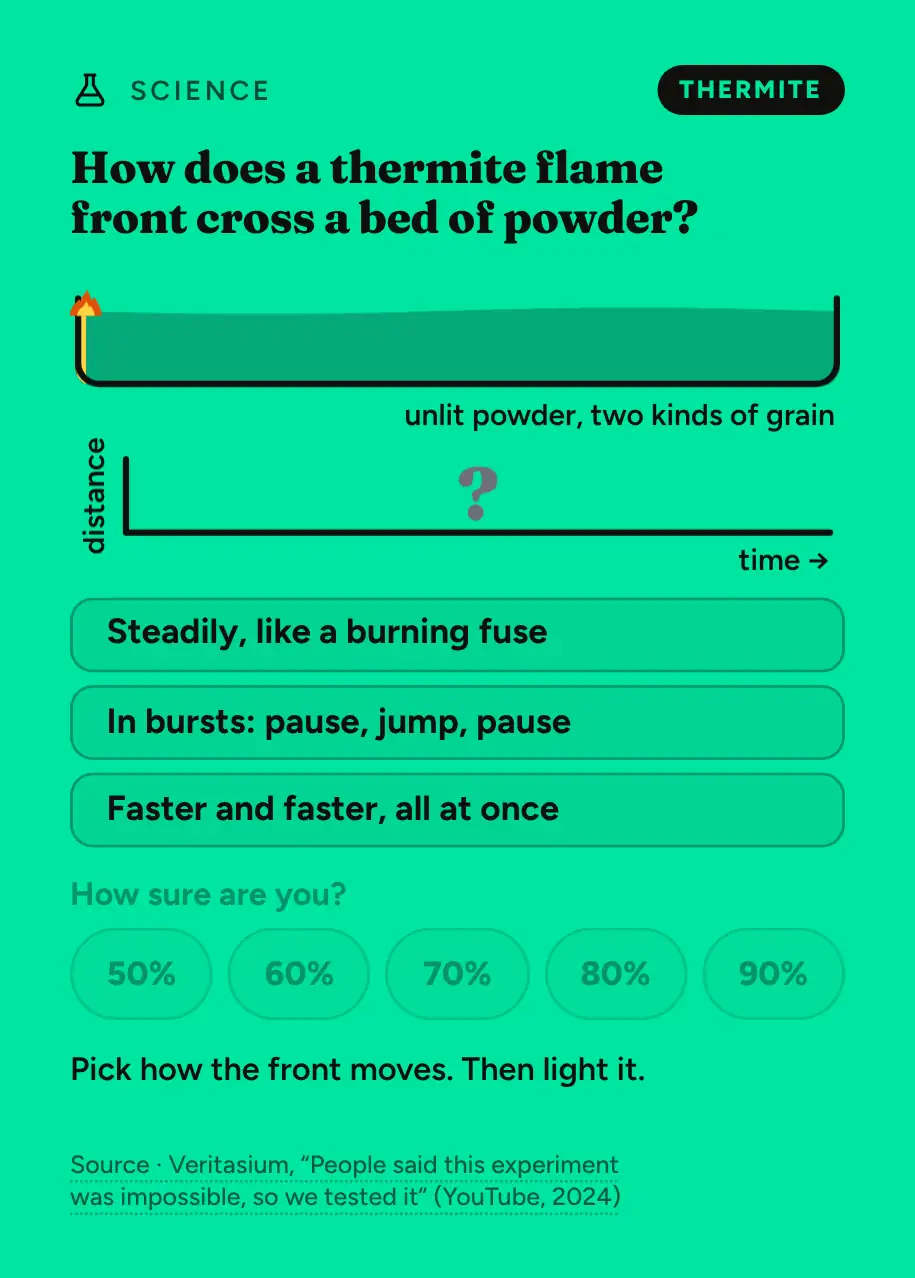 SCIENCE
THERMITE
How does a thermite flame
front cross a bed of powder?
unlit powder, two kinds of grain
distance
?
time →
Steadily, like a burning fuse
In bursts: pause, jump, pause
Faster and faster, all at once
How sure are you?
50% 60% 70% 80% 90%
Pick how the front moves. Then light it.
Source · Veritasium, “People said this experiment
was impossible, so we tested it” (YouTube, 2024)